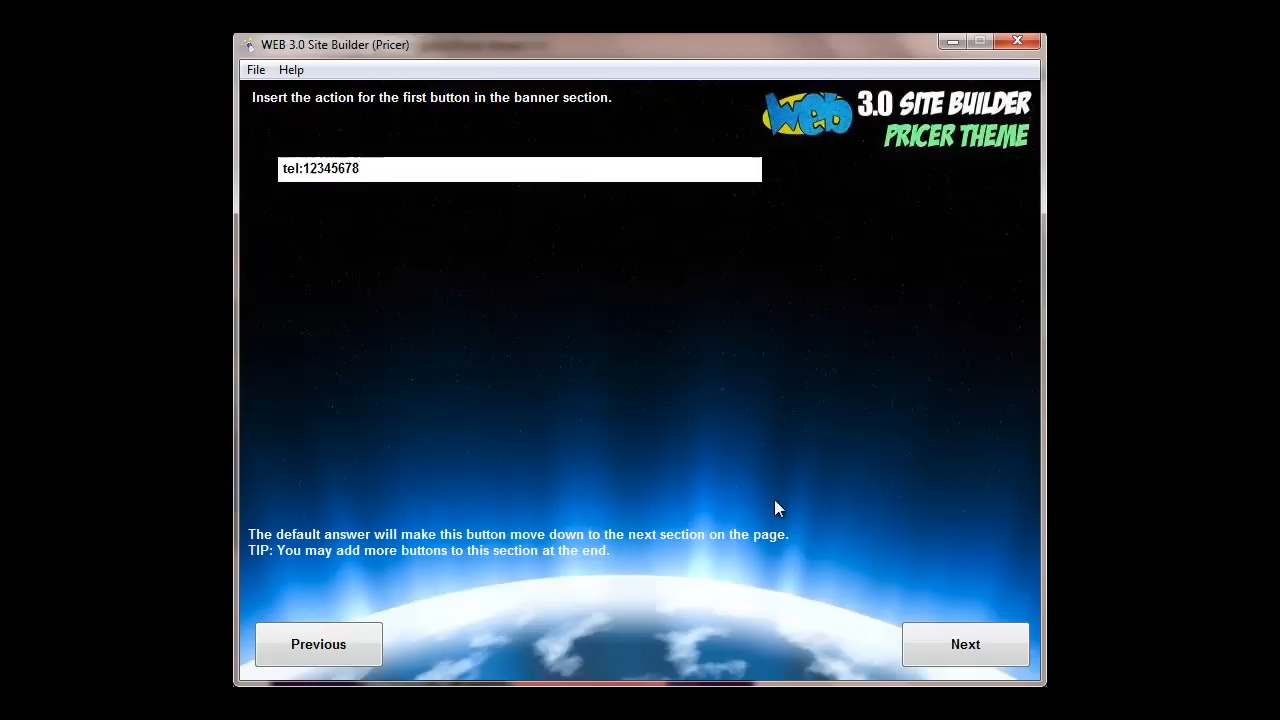 WEB 3.0 Site Builder (Pricer)
File Help
Insert the action for the first button in the banner section.
Web 3.0 SITE BUILDER
PRICER THEME
tel:12345678
The default answer will make this button move down to the next section on the page.
TIP: You may add more buttons to this section at the end.
Previous Next